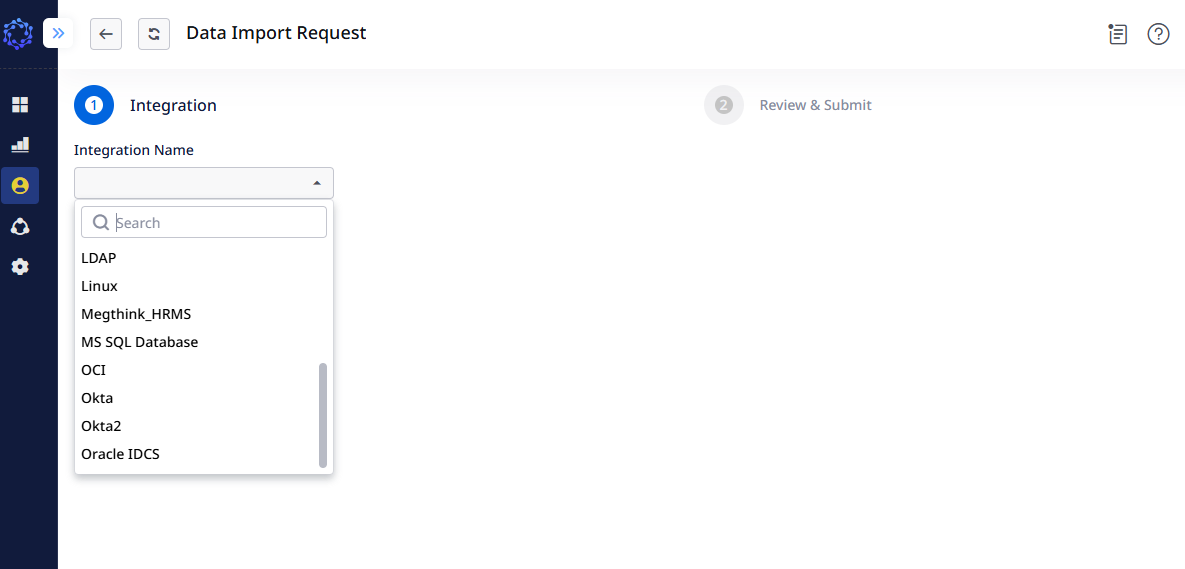 Data Import Request
1 Integration
2 Review & Submit
Integration Name
Search
LDAP
Linux
Megthink_HRMS
MS SQL Database
OCI
Okta
Okta2
Oracle IDCS